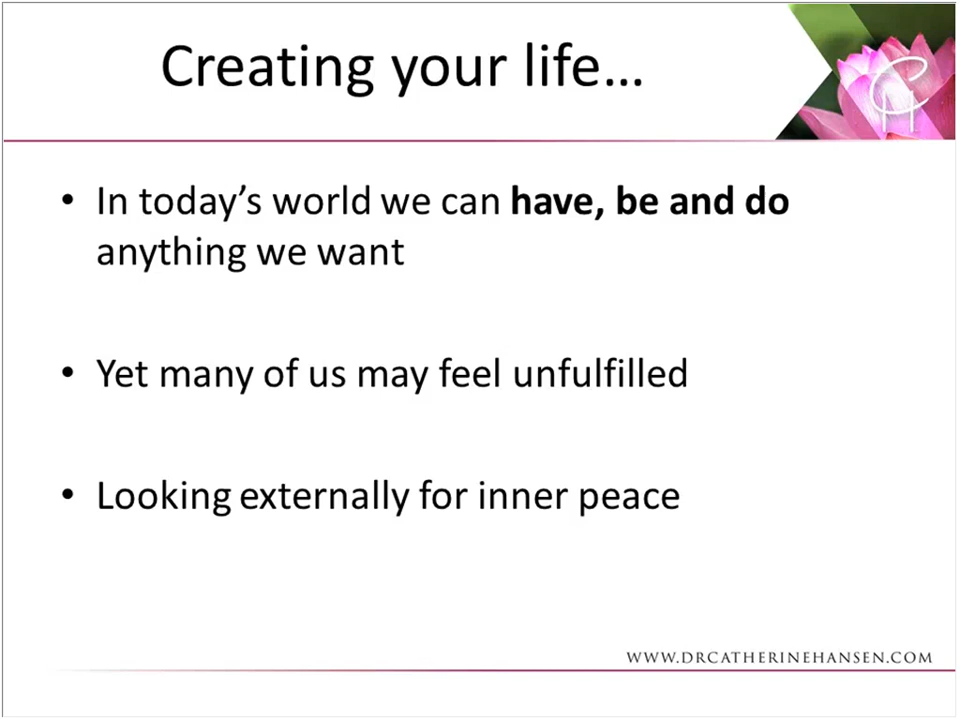 Creating your life…
• In today’s world we can have, be and do
anything we want
• Yet many of us may feel unfulfilled
• Looking externally for inner peace
WWW.DRCATHERINEHANSEN.COM